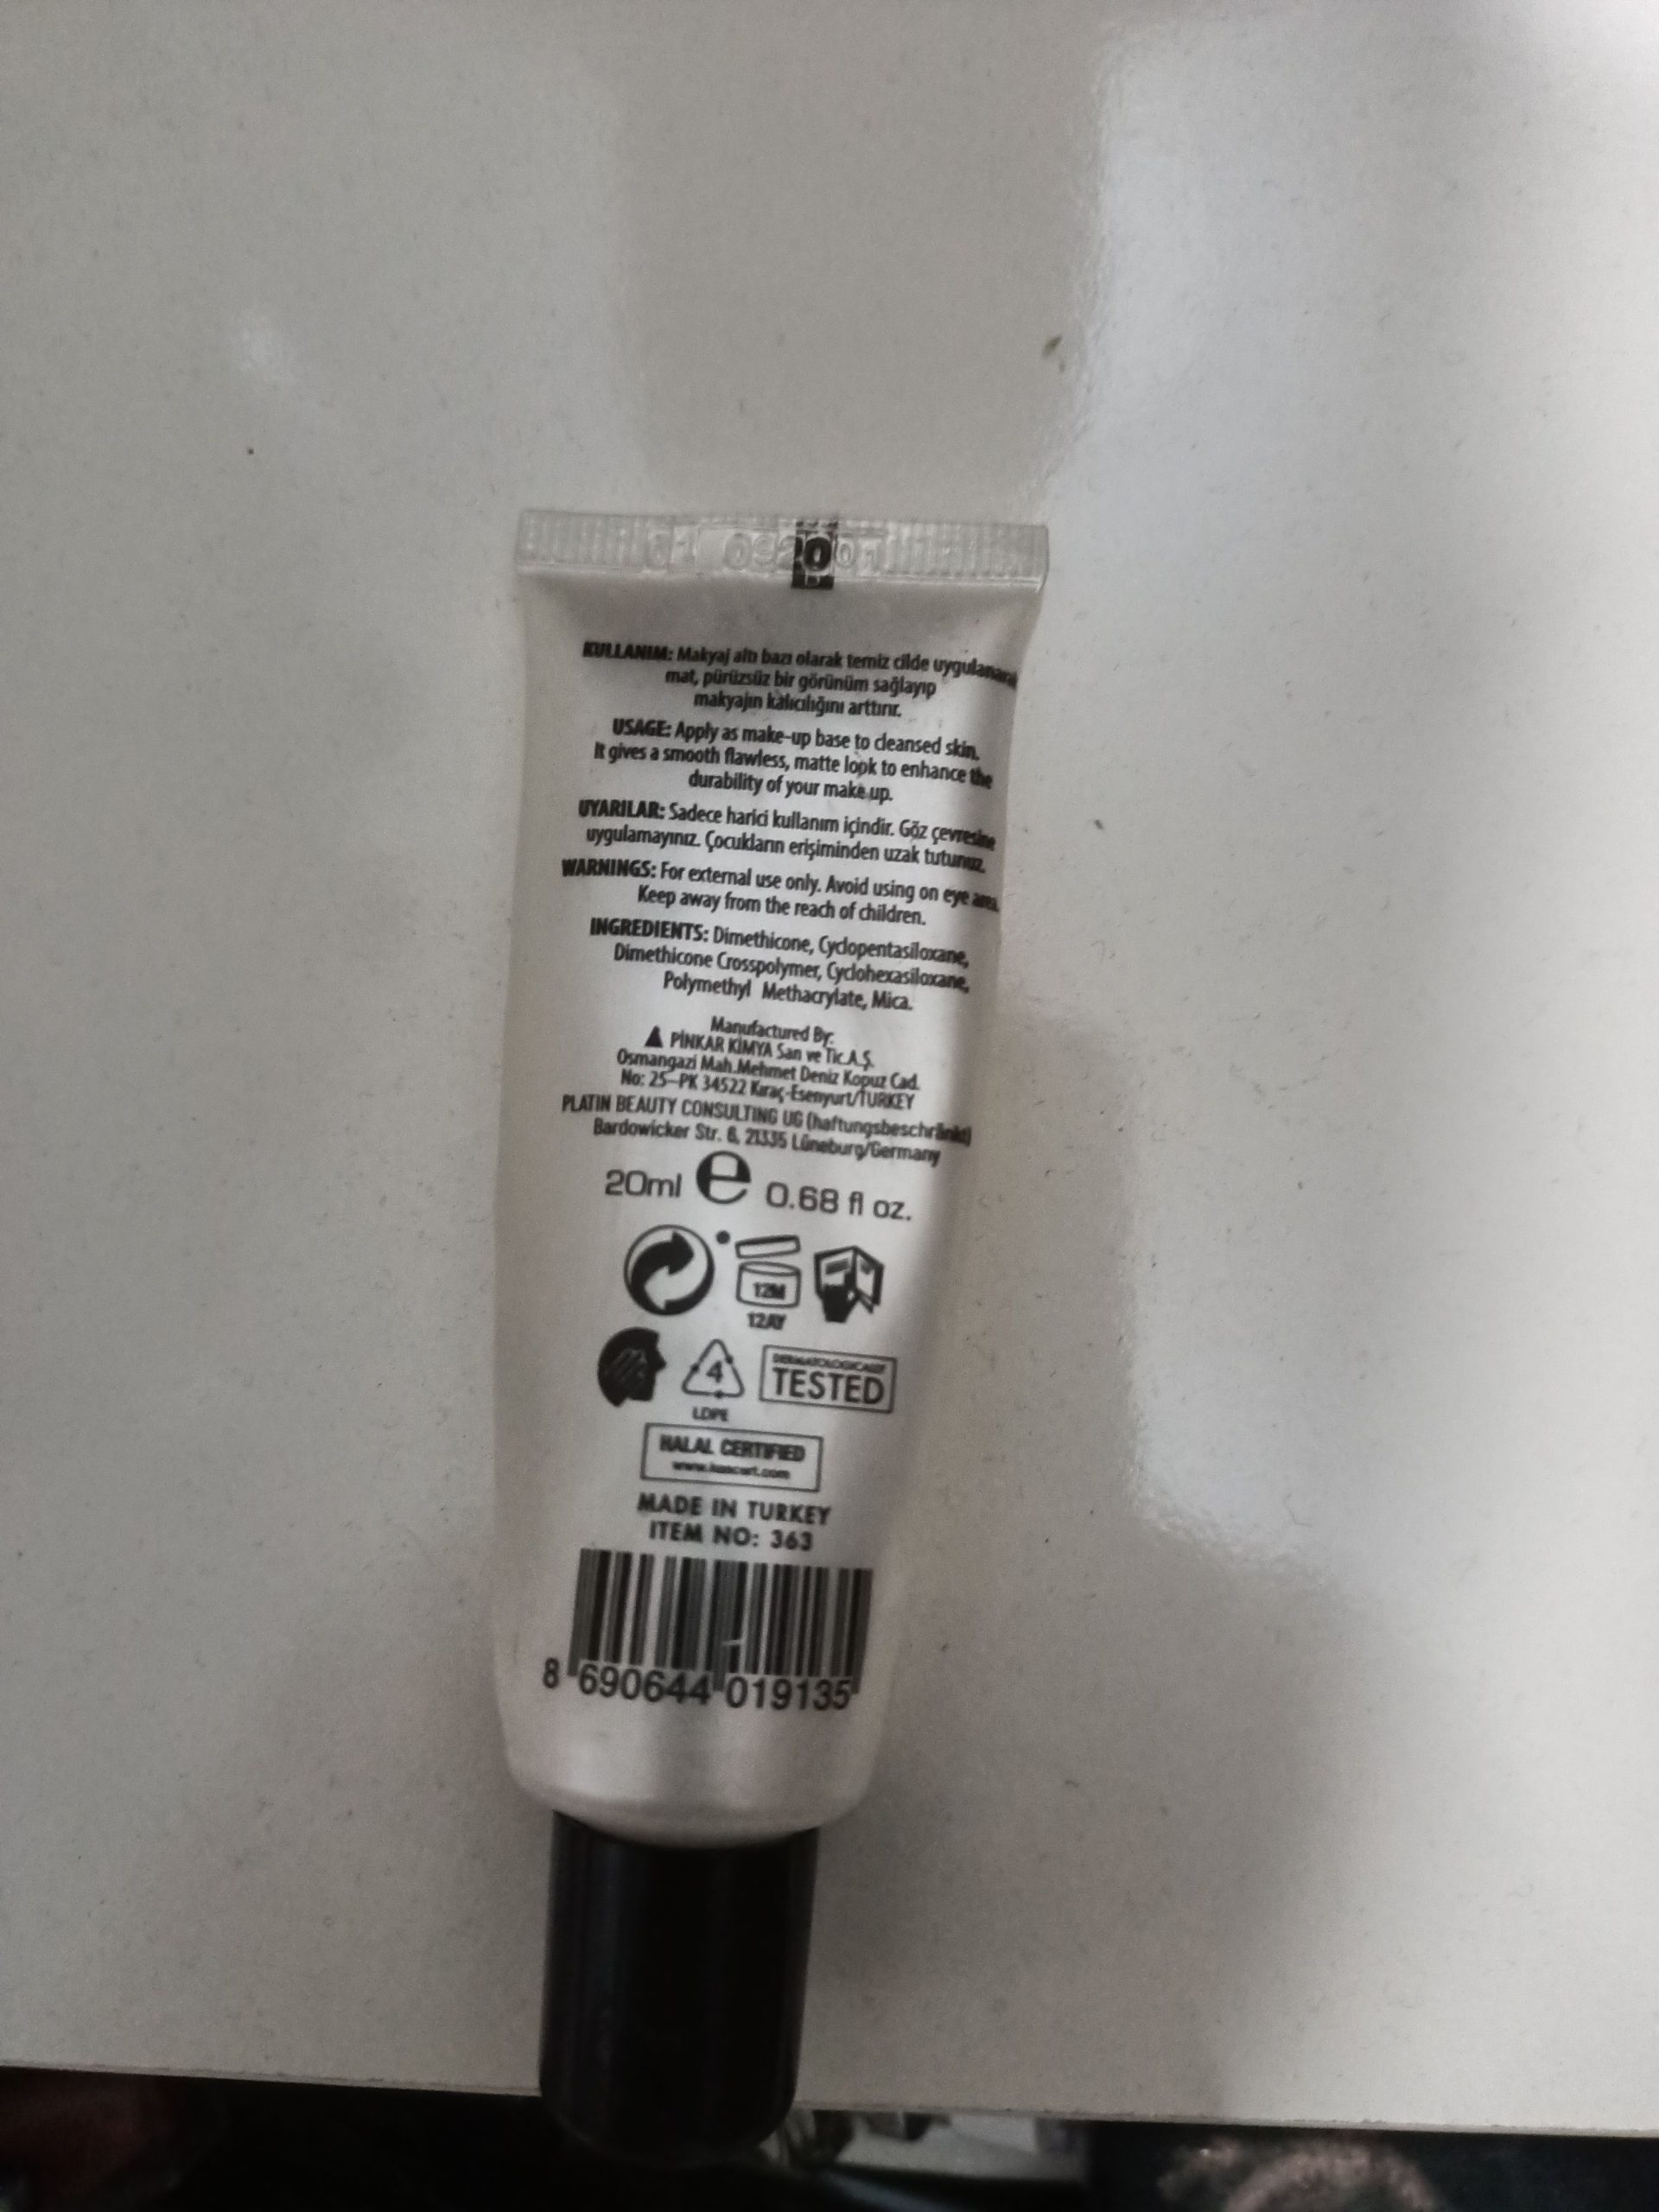 KULLANIM: Makyaj altı bazı olarak temiz cilde uygulanarak
mat, pürüzsüz bir görünüm sağlayıp
makyajın kalıcılığını arttırır.
USAGE: Apply as make-up base to cleansed skin.
It gives a smooth flawless, matte look to enhance the
durability of your make up.
UYARILAR: Sadece harici kullanım içindir. Göz çevresine
uygulamayınız. Çocukların erişiminden uzak tutunuz.
WARNINGS: For external use only. Avoid using on eye area.
Keep away from the reach of children.
INGREDIENTS: Dimethicone, Cyclopentasiloxane,
Dimethicone Crosspolymer, Cyclohexasiloxane,
Polymethyl Methacrylate, Mica.
Manufactured By:
PİNKAR KİMYA San ve Tic.A.Ş.
Osmangazi Mah.Mehmet Deniz Kopuz Cad.
No: 25-PK 34522 Kıraç-Esenyurt/TURKEY
PLATIN BEAUTY CONSULTING UG (haftungsbeschränkt)
Bardowicker Str. 6, 21335 Lüneburg/Germany
20ml e 0.68 fl oz.
12M
12AY
4
LDPE
DERMATOLOGICALLY
TESTED
HALAL CERTIFIED
MADE IN TURKEY
ITEM NO: 363
8 690644 019135